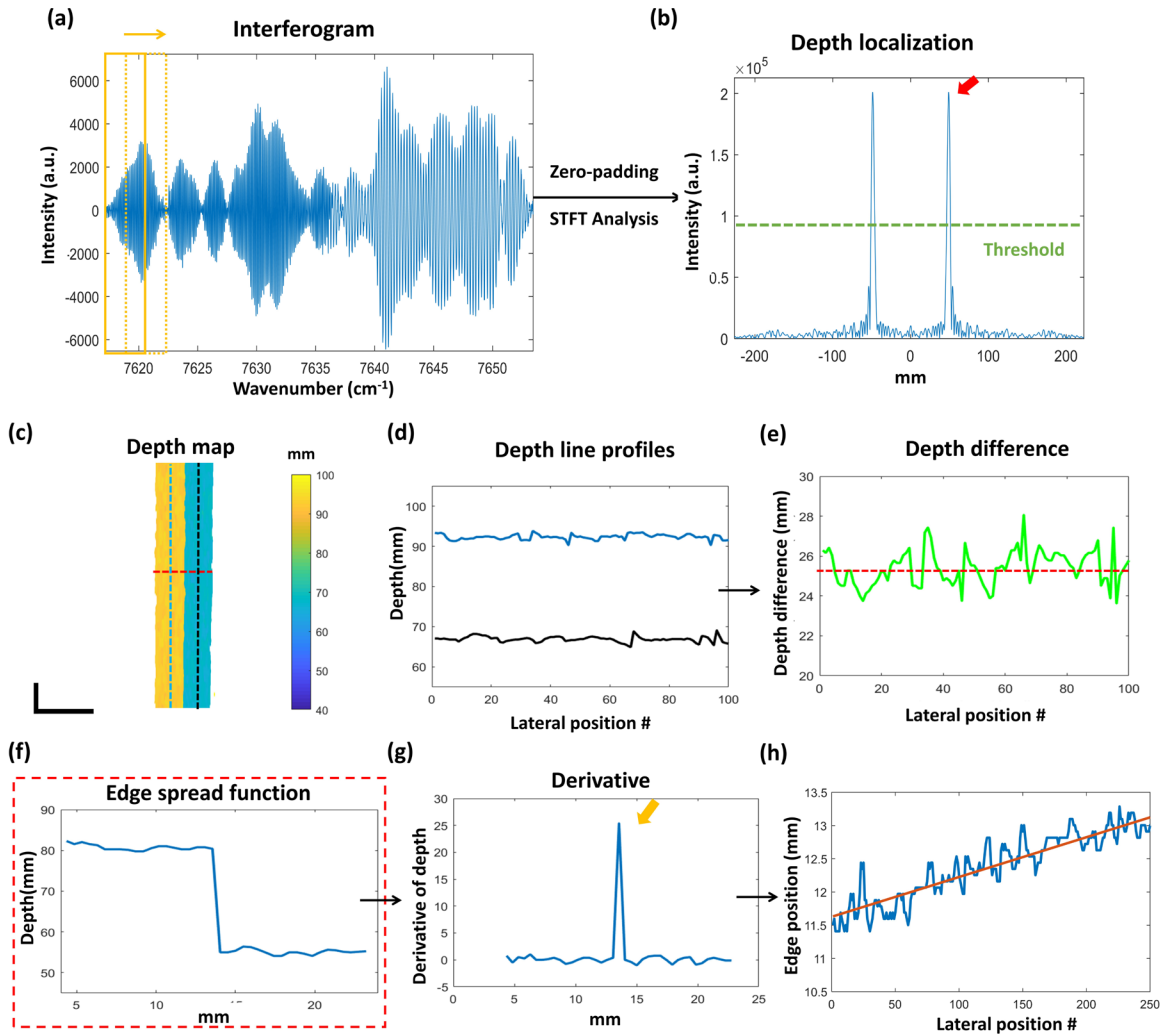 (a)
Interferogram
Intensity (a.u.)
6000
4000
2000
0
-2000
-4000
-6000
7620
7625
7630
7635
7640
7645
7650
Wavenumber (cm⁻¹)
Zero-padding
STFT Analysis
(b)
Depth localization
×10⁵
Intensity (a.u.)
2
1.5
1
0.5
0
Threshold
-200
-100
0
100
200
mm
(c)
Depth map
mm
100
90
80
70
60
50
40
(d)
Depth line profiles
Depth(mm)
100
90
80
70
60
0
20
40
60
80
100
Lateral position #
(e)
Depth difference
Depth difference (mm)
30
28
26
24
22
20
0
20
40
60
80
100
Lateral position #
(f)
Edge spread function
Depth(mm)
90
80
70
60
50
5
10
15
20
mm
(g)
Derivative
Derivative of depth
30
25
20
15
10
5
0
-5
0
5
10
15
20
25
mm
(h)
Edge position (mm)
13.5
13
12.5
12
11.5
11
10.5
0
50
100
150
200
250
Lateral position #